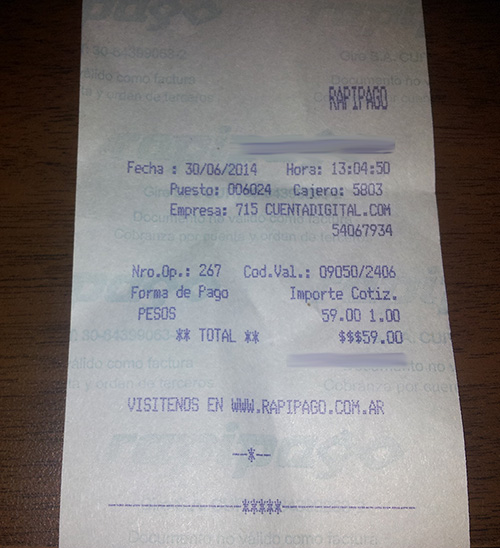 RAPIPAGO
Fecha : 30/06/2014 Hora: 13:04:50
Puesto: 006024 Cajero: 5803
Empresa: 715 CUENTADIGITAL.COM
54067934
Nro.Op.: 267 Cod.Val.: 09050/2406
Forma de Pago Importe Cotiz.
PESOS 59.00 1.00
** TOTAL ** $$$59.00
VISITENOS EN WWW.RAPIPAGO.COM.AR
--*--
*****